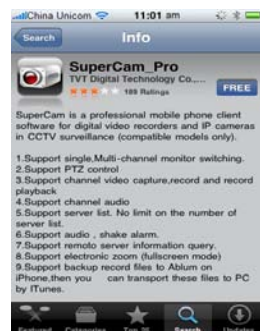 China Unicom 11:01 am
Search Info
SuperCam_Pro
TVT Digital Technology Co.,...
189 Ratings FREE
SuperCam is a professional mobile phone client
software for digital video recorders and IP cameras
in CCTV surveillance (compatible models only).
1.Support single,Multi-channel monitor switching.
2.Support PTZ control
3.Support channel video capture,record and record
playback
4.Support channel audio
5.Support server list. No limit on the number of
server list.
6.Support audio , shake alarm.
7.Support remote server information query.
8.Support electronic zoom (fullscreen mode)
9.Support backup record files to Ablum on
iPhone,then you can transport these files to PC
by ITunes.
Featured Categories Top 25 Search Updates